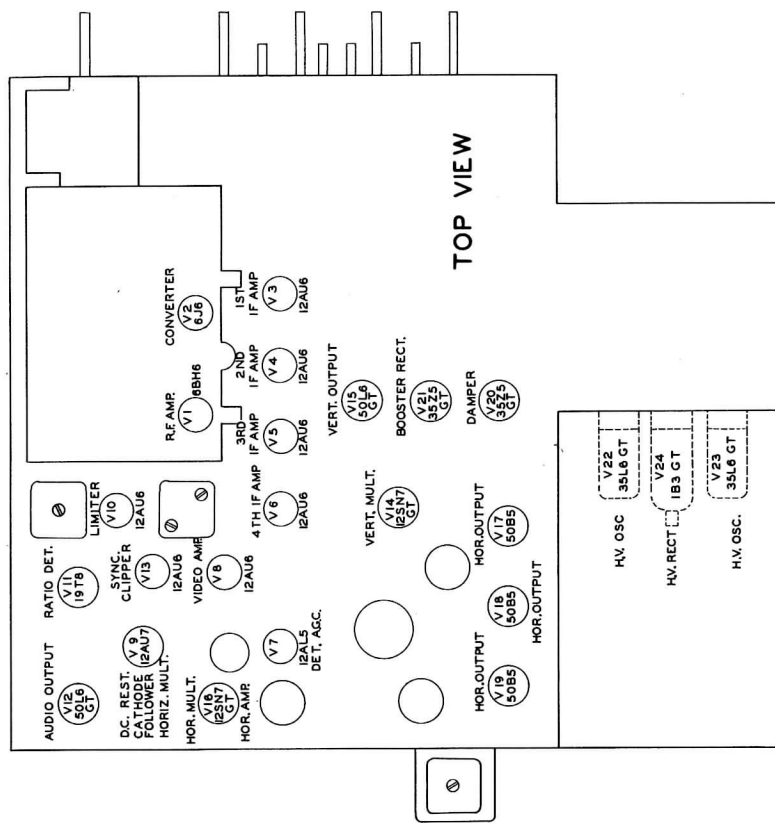 TOP VIEW
CONVERTER
V2
6J6
R.F. AMP.
V1
6BH6
1ST
IF AMP
V3
12AU6
2ND
IF AMP
V4
12AU6
3RD
IF AMP
V5
12AU6
4TH IF AMP
V6
12AU6
LIMITER
V10
12AU6
RATIO DET.
V11
19T8
SYNC.
CLIPPER
V13
12AU6
VIDEO AMP.
V8
12AU6
AUDIO OUTPUT
V12
50L6
GT
D.C. REST.
CATHODE
FOLLOWER
HORIZ. MULT.
V9
12AU7
HOR. MULT.
V16
12SN7
GT
HOR. AMP.
V7
12AL5
DET. AGC.
VERT. OUTPUT
V15
50L6
GT
BOOSTER RECT.
V21
35Z5
GT
DAMPER
V20
35Z5
GT
VERT. MULT.
V14
12SN7
GT
HOR. OUTPUT
V17
50B5
V18
50B5
HOR. OUTPUT
HOR. OUTPUT
V19
50B5
V22
35L6 GT
H.V. OSC
V24
1B3 GT
H.V. RECT
V23
35L6 GT
H.V. OSC.